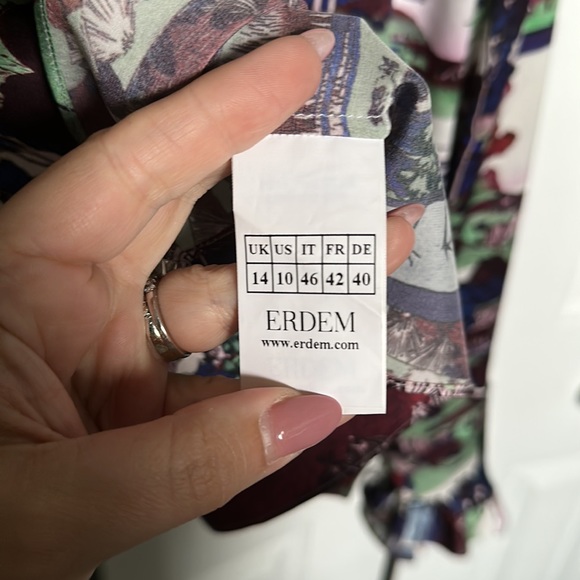 UK US IT FR DE
14 10 46 42 40
ERDEM
www.erdem.com